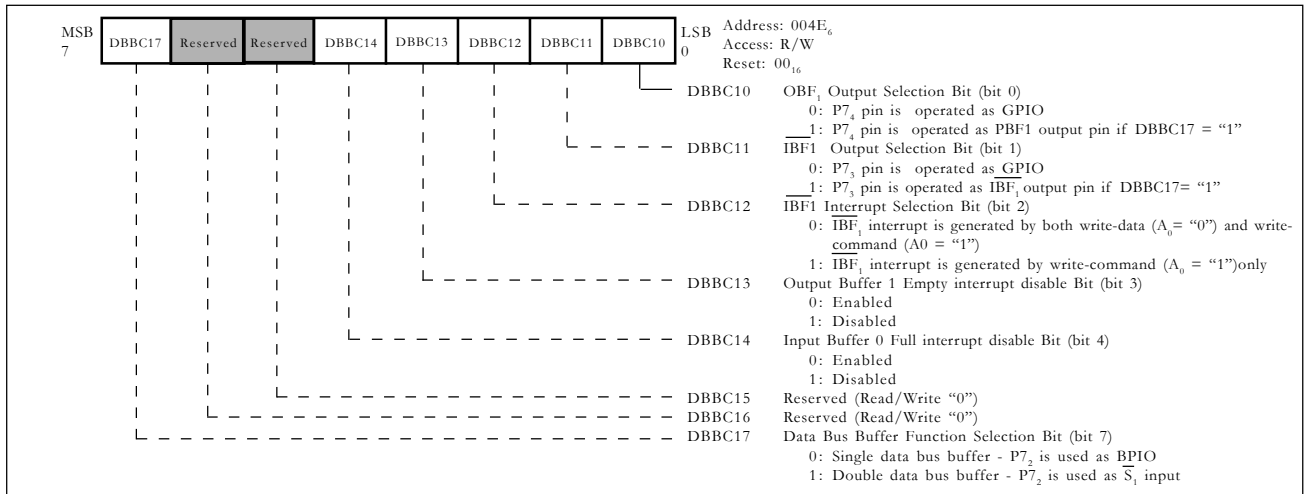 MSB 7 DBBC17 Reserved Reserved DBBC14 DBBC13 DBBC12 DBBC11 DBBC10 LSB 0
Address: 004E₆
Access: R/W
Reset: 00₁₆
DBBC10 OBF₁ Output Selection Bit (bit 0)
0: P7₄ pin is operated as GPIO
1: P7₄ pin is operated as PBF1 output pin if DBBC17 = “1”
DBBC11 I̅B̅F̅1 Output Selection Bit (bit 1)
0: P7₃ pin is operated as GPIO
1: P7₃ pin is operated as I̅B̅F̅₁ output pin if DBBC17= “1”
DBBC12 I̅B̅F̅1 Interrupt Selection Bit (bit 2)
0: I̅B̅F̅₁ interrupt is generated by both write-data (A₀= “0”) and write-
command (A0 = “1”)
1: I̅B̅F̅₁ interrupt is generated by write-command (A₀ = “1”)only
DBBC13 Output Buffer 1 Empty interrupt disable Bit (bit 3)
0: Enabled
1: Disabled
DBBC14 Input Buffer 0 Full interrupt disable Bit (bit 4)
0: Enabled
1: Disabled
DBBC15 Reserved (Read/Write “0”)
DBBC16 Reserved (Read/Write “0”)
DBBC17 Data Bus Buffer Function Selection Bit (bit 7)
0: Single data bus buffer - P7₂ is used as BPIO
1: Double data bus buffer - P7₂ is used as S̅₁ input